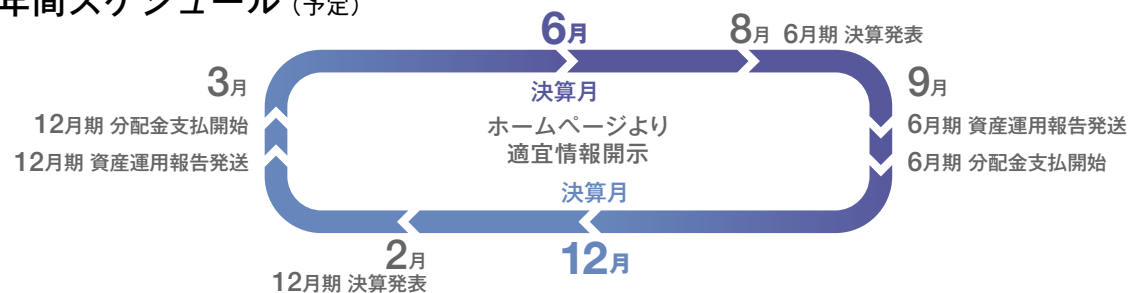 年間スケジュール（予定）
6月
8月 6月期 決算発表
3月
決算月
9月
12月期 分配金支払開始
ホームページより
適宜情報開示
6月期 資産運用報告発送
12月期 資産運用報告発送
6月期 分配金支払開始
決算月
2月
12月期 決算発表
12月